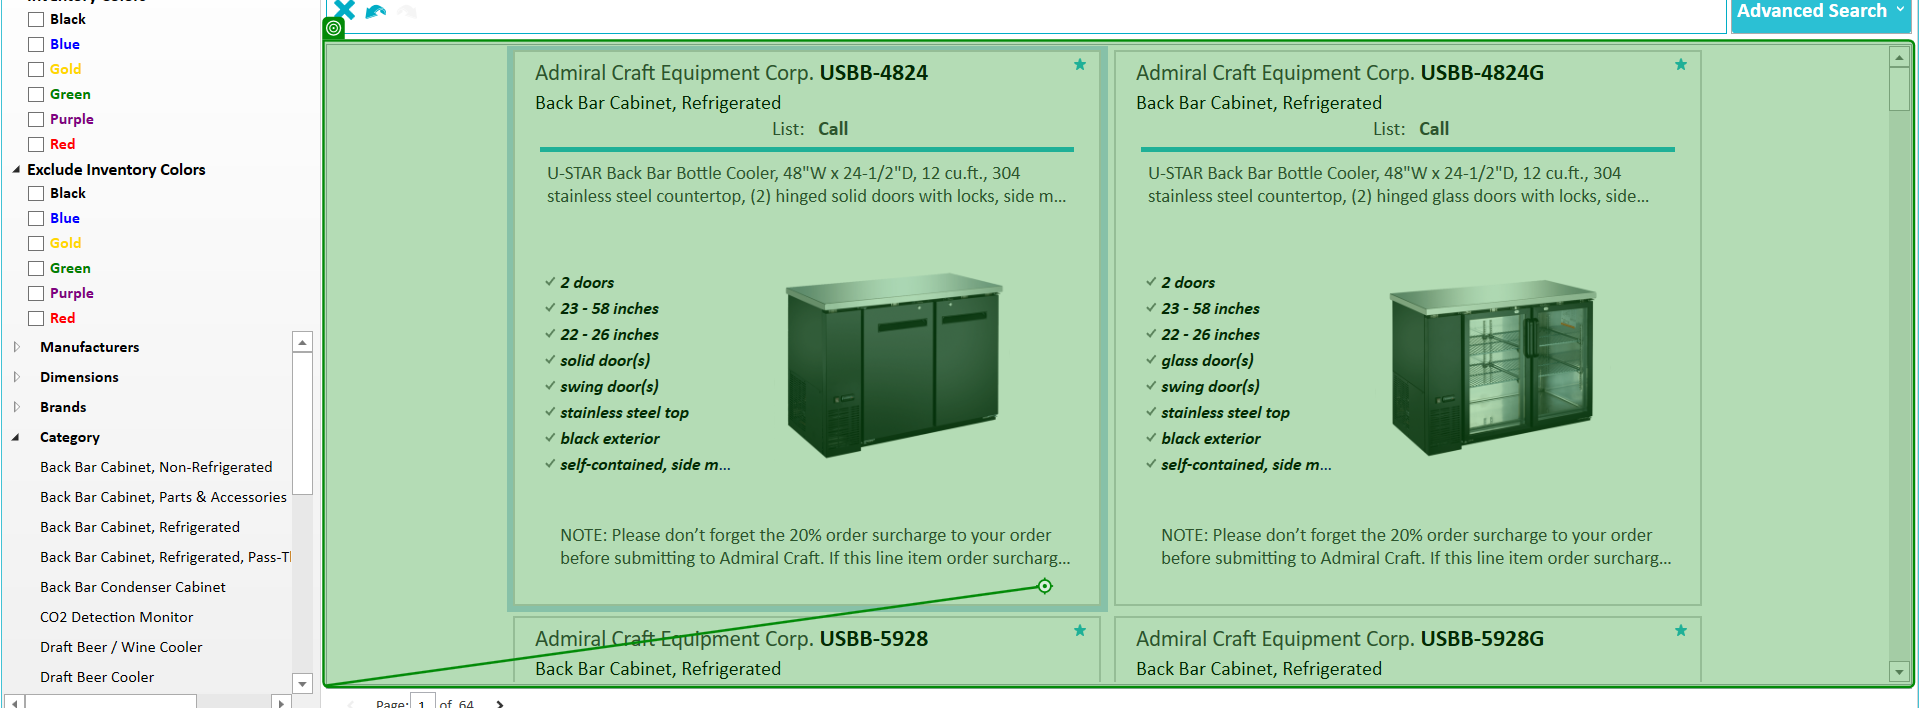 Black
Blue
Gold
Green
Purple
Red
Exclude Inventory Colors
Black
Blue
Gold
Green
Purple
Red
Manufacturers
Dimensions
Brands
Category
Back Bar Cabinet, Non-Refrigerated
Back Bar Cabinet, Parts & Accessories
Back Bar Cabinet, Refrigerated
Back Bar Cabinet, Refrigerated, Pass-Tl
Back Bar Condenser Cabinet
CO2 Detection Monitor
Draft Beer / Wine Cooler
Draft Beer Cooler
Advanced Search
Admiral Craft Equipment Corp. USBB-4824
Back Bar Cabinet, Refrigerated
List: Call
U-STAR Back Bar Bottle Cooler, 48"W x 24-1/2"D, 12 cu.ft., 304
stainless steel countertop, (2) hinged solid doors with locks, side m...
2 doors
23 - 58 inches
22 - 26 inches
solid door(s)
swing door(s)
stainless steel top
black exterior
self-contained, side m...
NOTE: Please don’t forget the 20% order surcharge to your order
before submitting to Admiral Craft. If this line item order surcharg...
Admiral Craft Equipment Corp. USBB-4824G
Back Bar Cabinet, Refrigerated
List: Call
U-STAR Back Bar Bottle Cooler, 48"W x 24-1/2"D, 12 cu.ft., 304
stainless steel countertop, (2) hinged glass doors with locks, side...
2 doors
23 - 58 inches
22 - 26 inches
glass door(s)
swing door(s)
stainless steel top
black exterior
self-contained, side m...
NOTE: Please don’t forget the 20% order surcharge to your order
before submitting to Admiral Craft. If this line item order surcharg...
Admiral Craft Equipment Corp. USBB-5928
Back Bar Cabinet, Refrigerated
Admiral Craft Equipment Corp. USBB-5928G
Back Bar Cabinet, Refrigerated
Page: 1 of 64